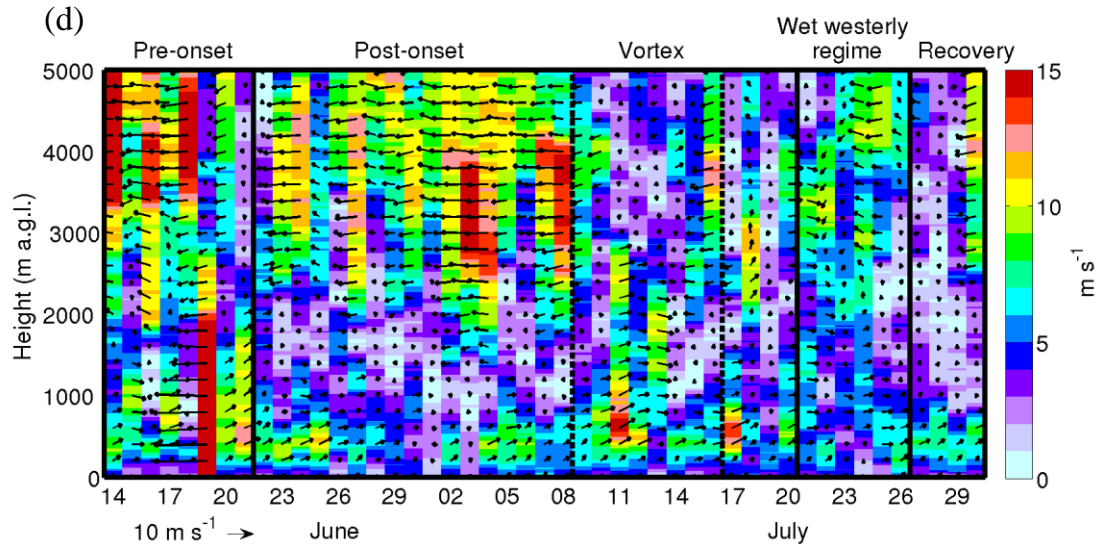 (d)
Wet westerly
Pre-onset Post-onset Vortex regime Recovery
5000
4000
3000
2000
1000
0
Height (m a.g.l.)
15
10
5
0
m s⁻¹
14 17 20 23 26 29 02 05 08 11 14 17 20 23 26 29
10 m s⁻¹ → June July